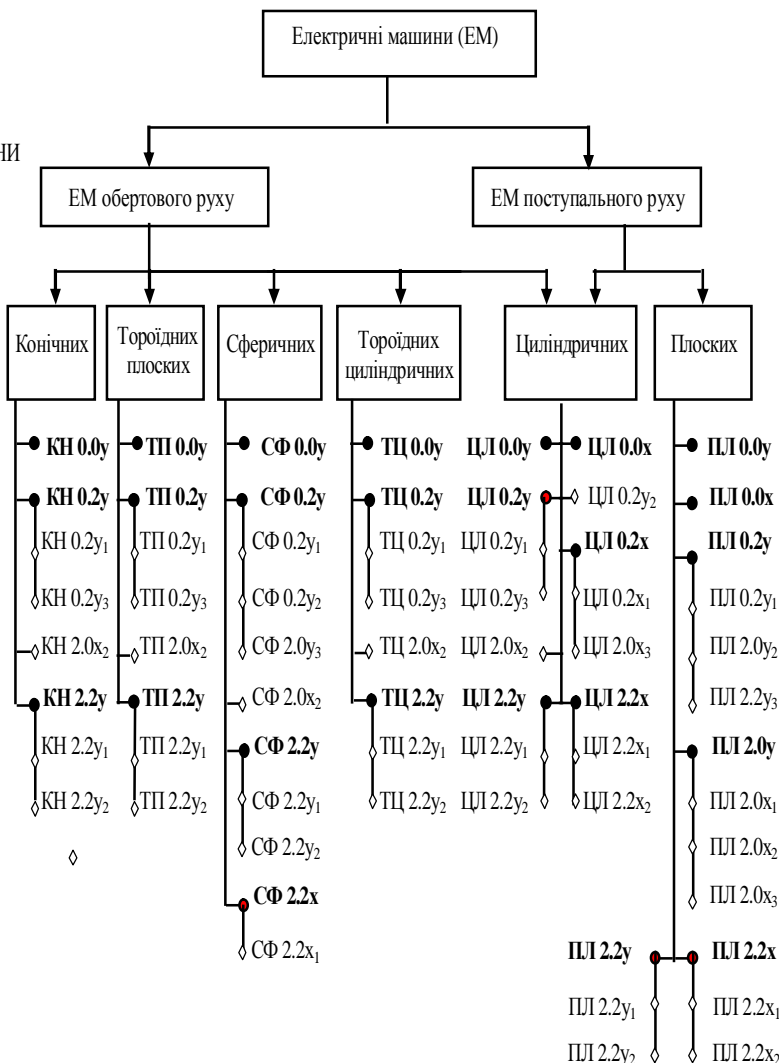 Електричні машини (ЕМ)
НИ
ЕМ обертового руху
ЕМ поступального руху
Конічних
Тороїдних
плоских
Сферичних
Тороїдних
циліндричних
Циліндричних
Плоских
КН 0.0y
КН 0.2y
КН 0.2y₁
КН 0.2y₃
КН 2.0x₂
КН 2.2y
КН 2.2y₁
КН 2.2y₂
ТП 0.0y
ТП 0.2y
ТП 0.2y₁
ТП 0.2y₃
ТП 2.0x₂
ТП 2.2y
ТП 2.2y₁
ТП 2.2y₂
СФ 0.0y
СФ 0.2y
СФ 0.2y₁
СФ 0.2y₂
СФ 2.0y₃
СФ 2.0x₂
СФ 2.2y
СФ 2.2y₁
СФ 2.2y₂
СФ 2.2x
СФ 2.2x₁
ТЦ 0.0y
ТЦ 0.2y
ТЦ 0.2y₁
ТЦ 0.2y₃
ТЦ 2.0x₂
ТЦ 2.2y
ТЦ 2.2y₁
ТЦ 2.2y₂
ЦЛ 0.0y
ЦЛ 0.2y
ЦЛ 0.2y₁
ЦЛ 0.2y₃
ЦЛ 2.0x₂
ЦЛ 2.2y
ЦЛ 2.2y₁
ЦЛ 2.2y₂
ЦЛ 0.0x
ЦЛ 0.2y₂
ЦЛ 0.2x
ЦЛ 0.2x₁
ЦЛ 2.0x₃
ЦЛ 2.2x
ЦЛ 2.2x₁
ЦЛ 2.2x₂
ПЛ 0.0y
ПЛ 0.0x
ПЛ 0.2y
ПЛ 0.2y₁
ПЛ 2.0y₂
ПЛ 2.2y₃
ПЛ 2.0y
ПЛ 2.0x₁
ПЛ 2.0x₂
ПЛ 2.0x₃
ПЛ 2.2y
ПЛ 2.2y₁
ПЛ 2.2y₂
ПЛ 2.2x
ПЛ 2.2x₁
ПЛ 2.2x₂